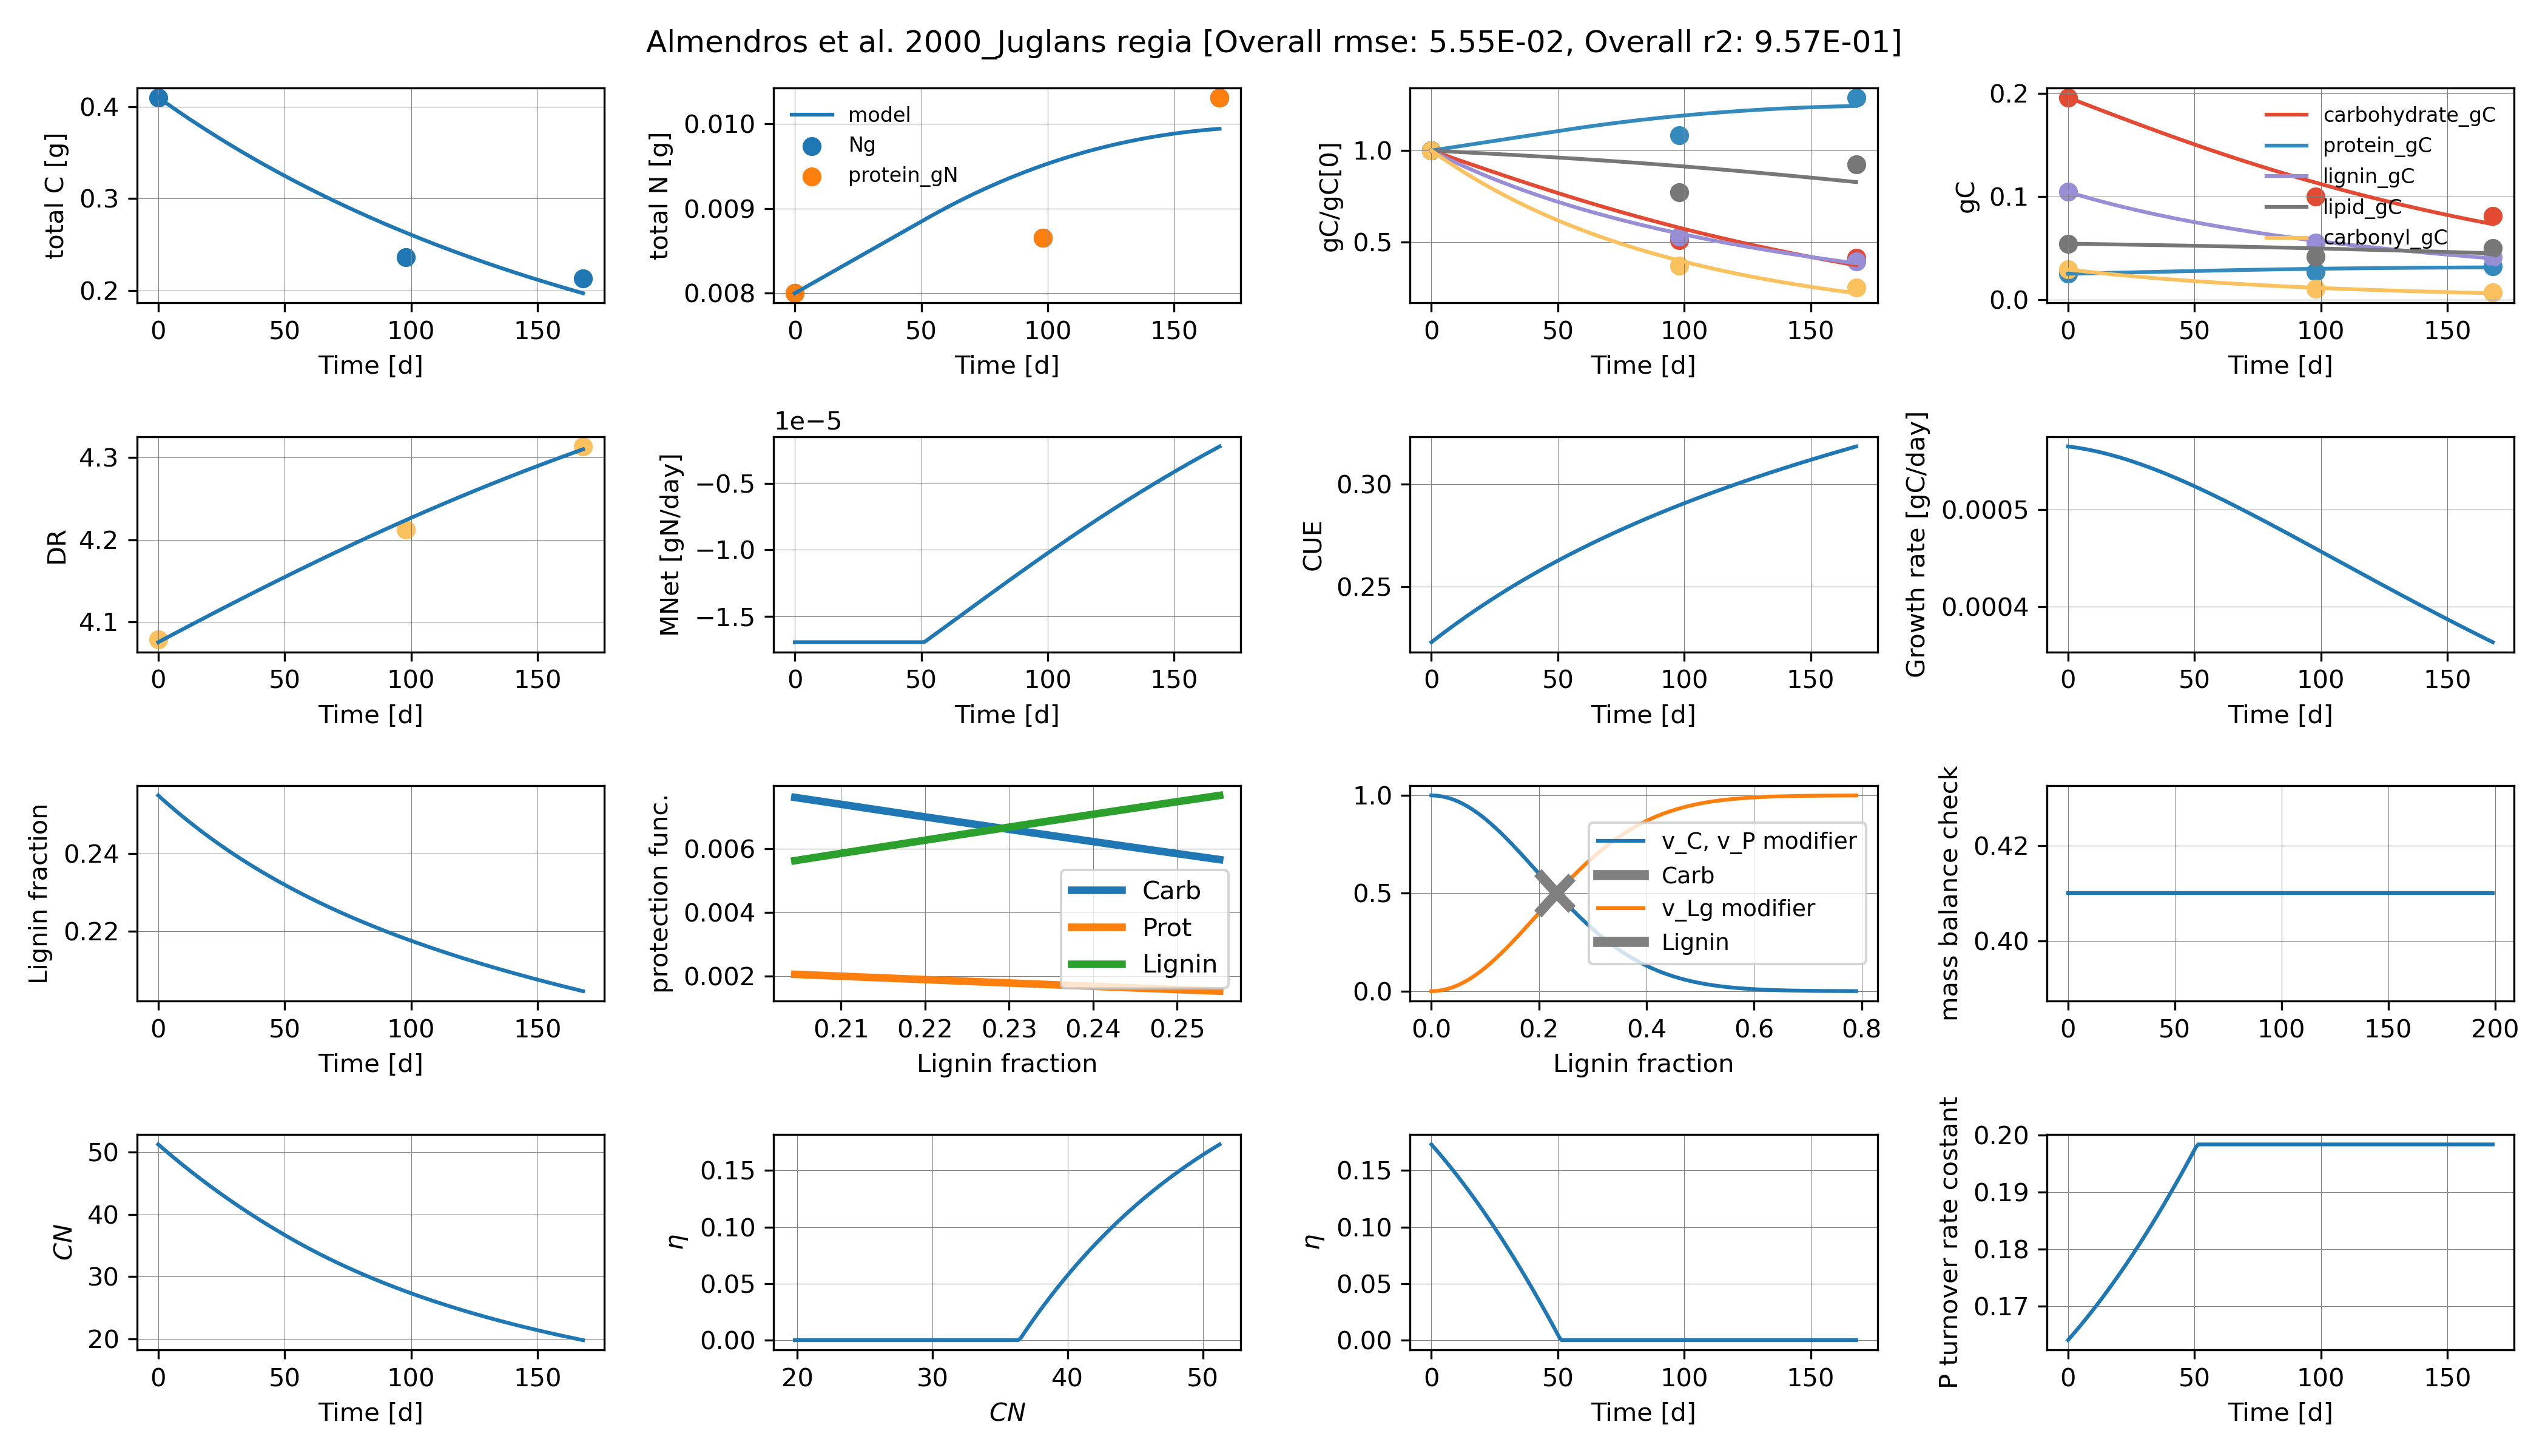 Almendros et al. 2000_Juglans regia [Overall rmse: 5.55E-02, Overall r2: 9.57E-01]
total C [g]
0.4
0.3
0.2
0 50 100 150
Time [d]
total N [g]
0.010
0.009
0.008
model
Ng
protein_gN
0 50 100 150
Time [d]
gC/gC[0]
1.0
0.5
0 50 100 150
Time [d]
gC
0.2
0.1
0.0
carbohydrate_gC
protein_gC
lignin_gC
lipid_gC
carbonyl_gC
0 50 100 150
Time [d]
DR
4.3
4.2
4.1
0 50 100 150
Time [d]
1e−5
MNet [gN/day]
−0.5
−1.0
−1.5
0 50 100 150
Time [d]
CUE
0.30
0.25
0 50 100 150
Time [d]
Growth rate [gC/day]
0.0005
0.0004
0 50 100 150
Time [d]
Lignin fraction
0.24
0.22
0 50 100 150
Time [d]
protection func.
0.006
0.004
0.002
Carb
Prot
Lignin
0.21 0.22 0.23 0.24 0.25
Lignin fraction
1.0
0.5
0.0
v_C, v_P modifier
Carb
v_Lg modifier
Lignin
0.0 0.2 0.4 0.6 0.8
Lignin fraction
mass balance check
0.42
0.40
0 50 100 150 200
CN
50
40
30
20
0 50 100 150
Time [d]
η
0.15
0.10
0.05
0.00
20 30 40 50
CN
η
0.15
0.10
0.05
0.00
0 50 100 150
Time [d]
P turnover rate costant
0.20
0.19
0.18
0.17
0 50 100 150
Time [d]